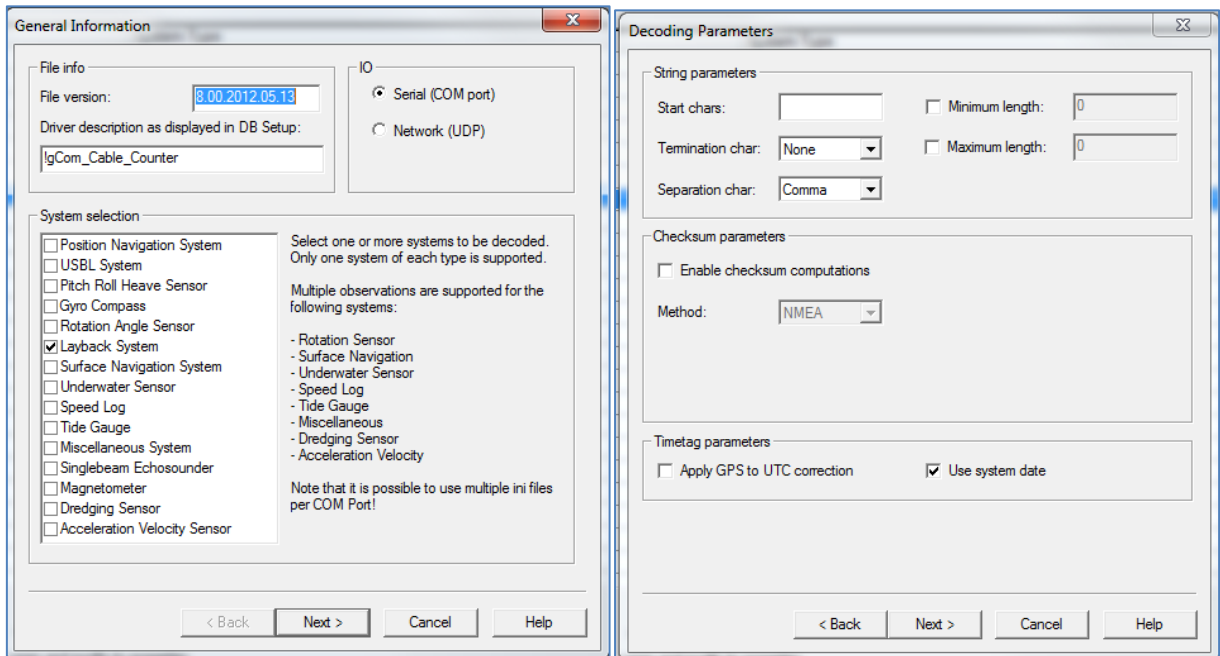 General Information
File info
File version: 8.00.2012.05.13
Driver description as displayed in DB Setup:
!gCom_Cable_Counter
IO
Serial (COM port)
Network (UDP)
System selection
Position Navigation System
USBL System
Pitch Roll Heave Sensor
Gyro Compass
Rotation Angle Sensor
Layback System
Surface Navigation System
Underwater Sensor
Speed Log
Tide Gauge
Miscellaneous System
Singlebeam Echosounder
Magnetometer
Dredging Sensor
Acceleration Velocity Sensor
Select one or more systems to be decoded.
Only one system of each type is supported.
Multiple observations are supported for the
following systems:
- Rotation Sensor
- Surface Navigation
- Underwater Sensor
- Speed Log
- Tide Gauge
- Miscellaneous
- Dredging Sensor
- Acceleration Velocity
Note that it is possible to use multiple ini files
per COM Port!
< Back Next > Cancel Help
Decoding Parameters
String parameters
Start chars:
Minimum length: 0
Termination char: None
Maximum length: 0
Separation char: Comma
Checksum parameters
Enable checksum computations
Method: NMEA
Timetag parameters
Apply GPS to UTC correction
Use system date
< Back Next > Cancel Help